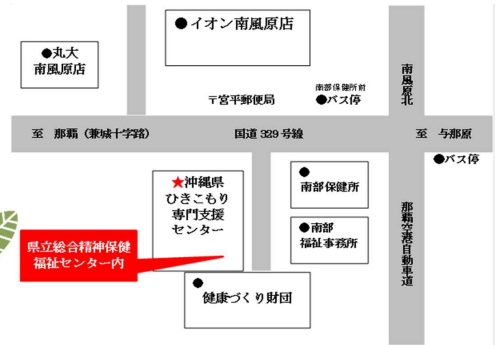 ●イオン南風原店
●丸大
南風原店
南部保健所前
●バス停
〒宮平郵便局
南風原北
至 那覇（兼城十字路）
国道329号線
至 与那原
●バス停
★沖縄県
ひきこもり
専門支援
センター
●
南部保健所
●南部
福祉事務所
那覇空港自動車道
県立総合精神保健
福祉センター内
●
健康づくり財団